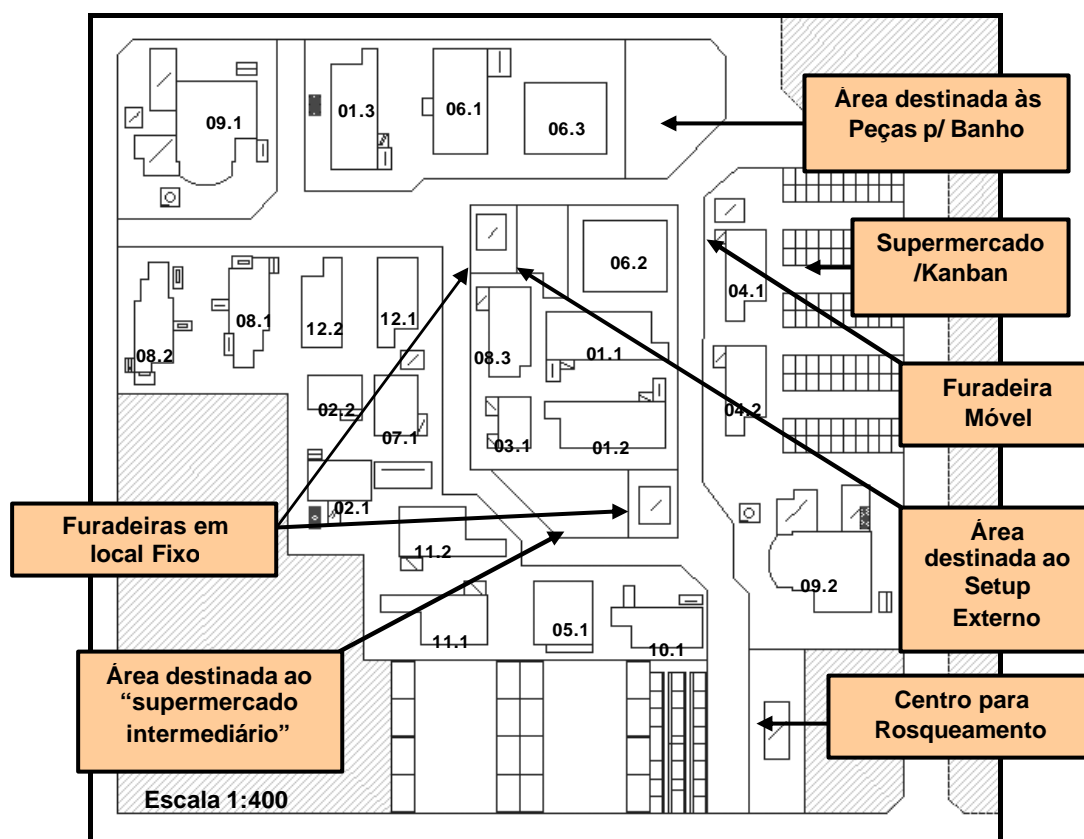 09.1
01.3
06.1
06.3
Área destinada às
Peças p/ Banho
Supermercado
/Kanban
06.2
04.1
08.2
08.1
12.2
12.1
08.3
01.1
Furadeira
Móvel
02.2
07.1
03.1
01.2
04.2
02.1
Furadeiras em
local Fixo
11.2
09.2
Área
destinada ao
Setup
Externo
11.1
05.1
10.1
Área destinada ao
“supermercado
intermediário”
Centro para
Rosqueamento
Escala 1:400